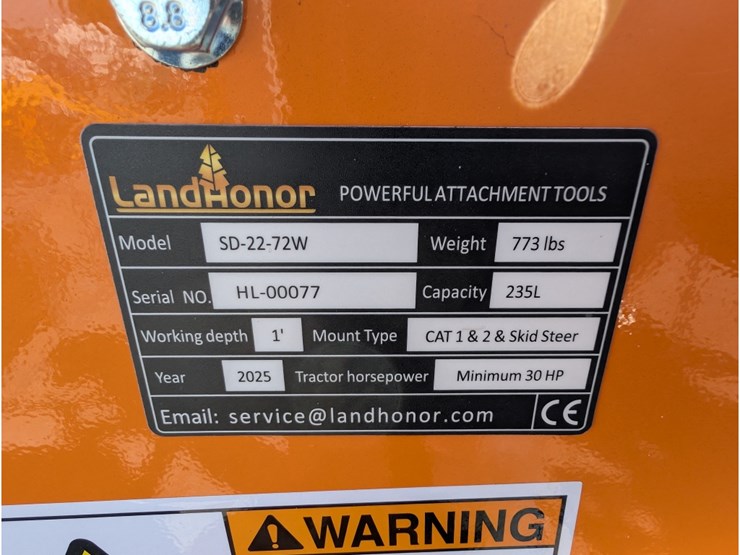 8.8
LandHonor POWERFUL ATTACHMENT TOOLS
Model SD-22-72W Weight 773 lbs
Serial NO. HL-00077 Capacity 235L
Working depth 1' Mount Type CAT 1 & 2 & Skid Steer
Year 2025 Tractor horsepower Minimum 30 HP
Email: service@landhonor.com CE
WARNING